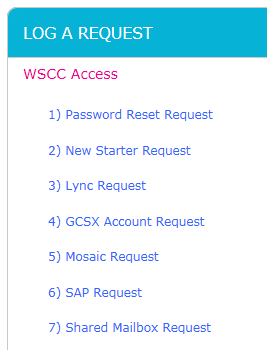 LOG A REQUEST
WSCC Access
1) Password Reset Request
2) New Starter Request
3) Lync Request
4) GCSX Account Request
5) Mosaic Request
6) SAP Request
7) Shared Mailbox Request